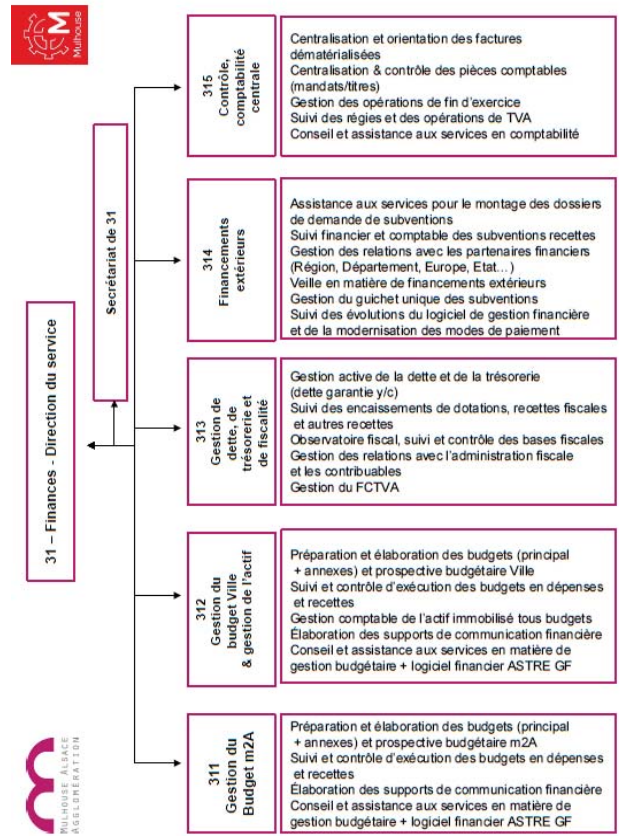 MULHOUSE ALSACE
AGGLOMÉRATION
31 – Finances - Direction du service
Mulhouse
Secrétariat de 31
311
Gestion du
Budget m2A
Préparation et élaboration des budgets (principal
+ annexes) et prospective budgétaire m2A
Suivi et contrôle d'exécution des budgets en dépenses
et recettes
Élaboration des supports de communication financière
Conseil et assistance aux services en matière de
gestion budgétaire + logiciel financier ASTRE GF
312
Gestion du
budget Ville
& gestion de l'actif
Préparation et élaboration des budgets (principal
+ annexes) et prospective budgétaire Ville
Suivi et contrôle d'exécution des budgets en dépenses
et recettes
Gestion comptable de l'actif immobilisé tous budgets
Élaboration des supports de communication financière
Conseil et assistance aux services en matière de
gestion budgétaire + logiciel financier ASTRE GF
313
Gestion de
dette, de
trésorerie et
de fiscalité
Gestion active de la dette et de la trésorerie
(dette garantie y/c)
Suivi des encaissements de dotations, recettes fiscales
et autres recettes
Observatoire fiscal, suivi et contrôle des bases fiscales
Gestion des relations avec l'administration fiscale
et les contribuables
Gestion du FCTVA
314
Financements
extérieurs
Assistance aux services pour le montage des dossiers
de demande de subventions
Suivi financier et comptable des subventions recettes
Gestion des relations avec les partenaires financiers
(Région, Département, Europe, Etat…)
Veille en matière de financements extérieurs
Gestion du guichet unique des subventions
Suivi des évolutions du logiciel de gestion financière
et de la modernisation des modes de paiement
315
Contrôle,
comptabilité
centrale
Centralisation et orientation des factures
dématérialisées
Centralisation & contrôle des pièces comptables
(mandats/titres)
Gestion des opérations de fin d'exercice
Suivi des régies et des opérations de TVA
Conseil et assistance aux services en comptabilité